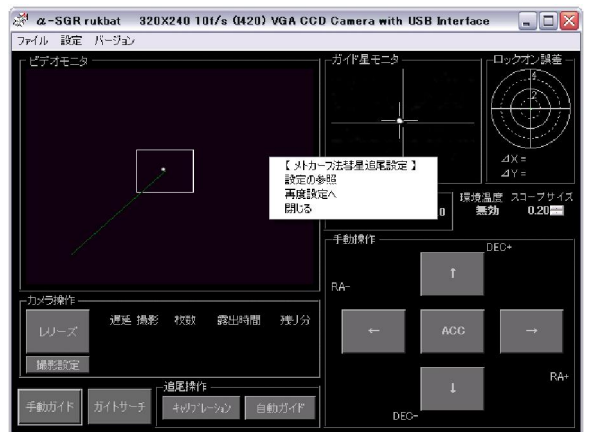 α-SGR rukbat 320X240 10f/s (I420) VGA CCD Camera with USB Interface
ファイル 設定 バージョン
ビデオモニタ
ガイド星モニタ
ロックオン誤差
4
2
⊿X =
⊿Y =
【 メトカーフ法彗星追尾設定 】
設定の参照
再度設定へ
閉じる
環境温度 スコープサイズ
0 無効 0.20
手動操作
DEC+
RA-
↑
← ACC →
↓
RA+
DEC-
カメラ操作
レリーズ
遅延 撮影 枚数 露出時間 残り分
撮影設定
追尾操作
手動ガイド ガイトサーチ キャリブレーション 自動ガイド